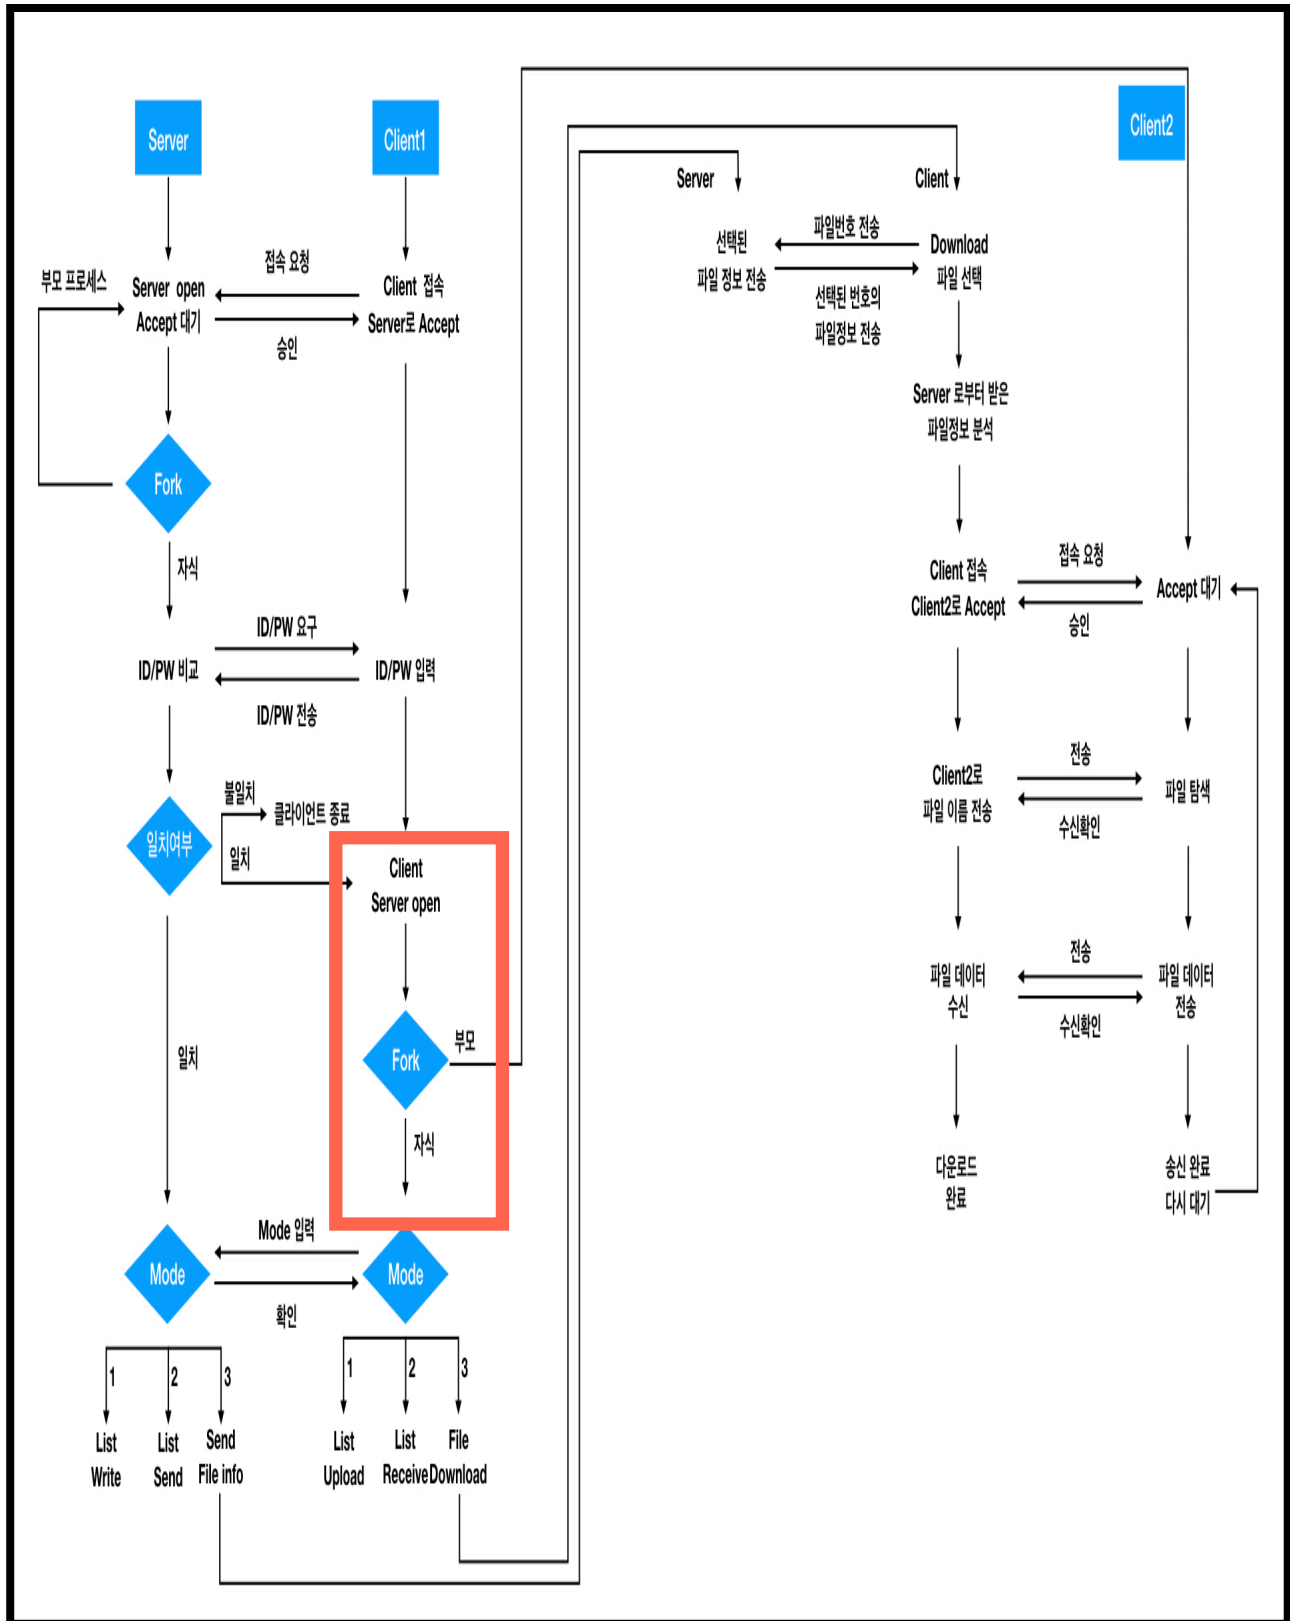 Server
Client1
Client2
Server
Client
부모 프로세스
Server open
Accept 대기
접속 요청
승인
Client 접속
Server로 Accept
Fork
자식
ID/PW 비교
ID/PW 요구
ID/PW 전송
ID/PW 입력
일치여부
불일치
클라이언트 종료
일치
Client
Server open
Fork
부모
자식
일치
Mode
Mode 입력
확인
Mode
1
2
3
List
Write
List
Send
Send
File info
1
2
3
List
Upload
List
Receive
File
Download
선택된
파일 정보 전송
파일번호 전송
선택된 번호의
파일정보 전송
Download
파일 선택
Server 로부터 받은
파일정보 분석
Client 접속
Client2로 Accept
접속 요청
승인
Accept 대기
Client2로
파일 이름 전송
전송
수신확인
파일 탐색
파일 데이터
수신
전송
수신확인
파일 데이터
전송
다운로드
완료
송신 완료
다시 대기